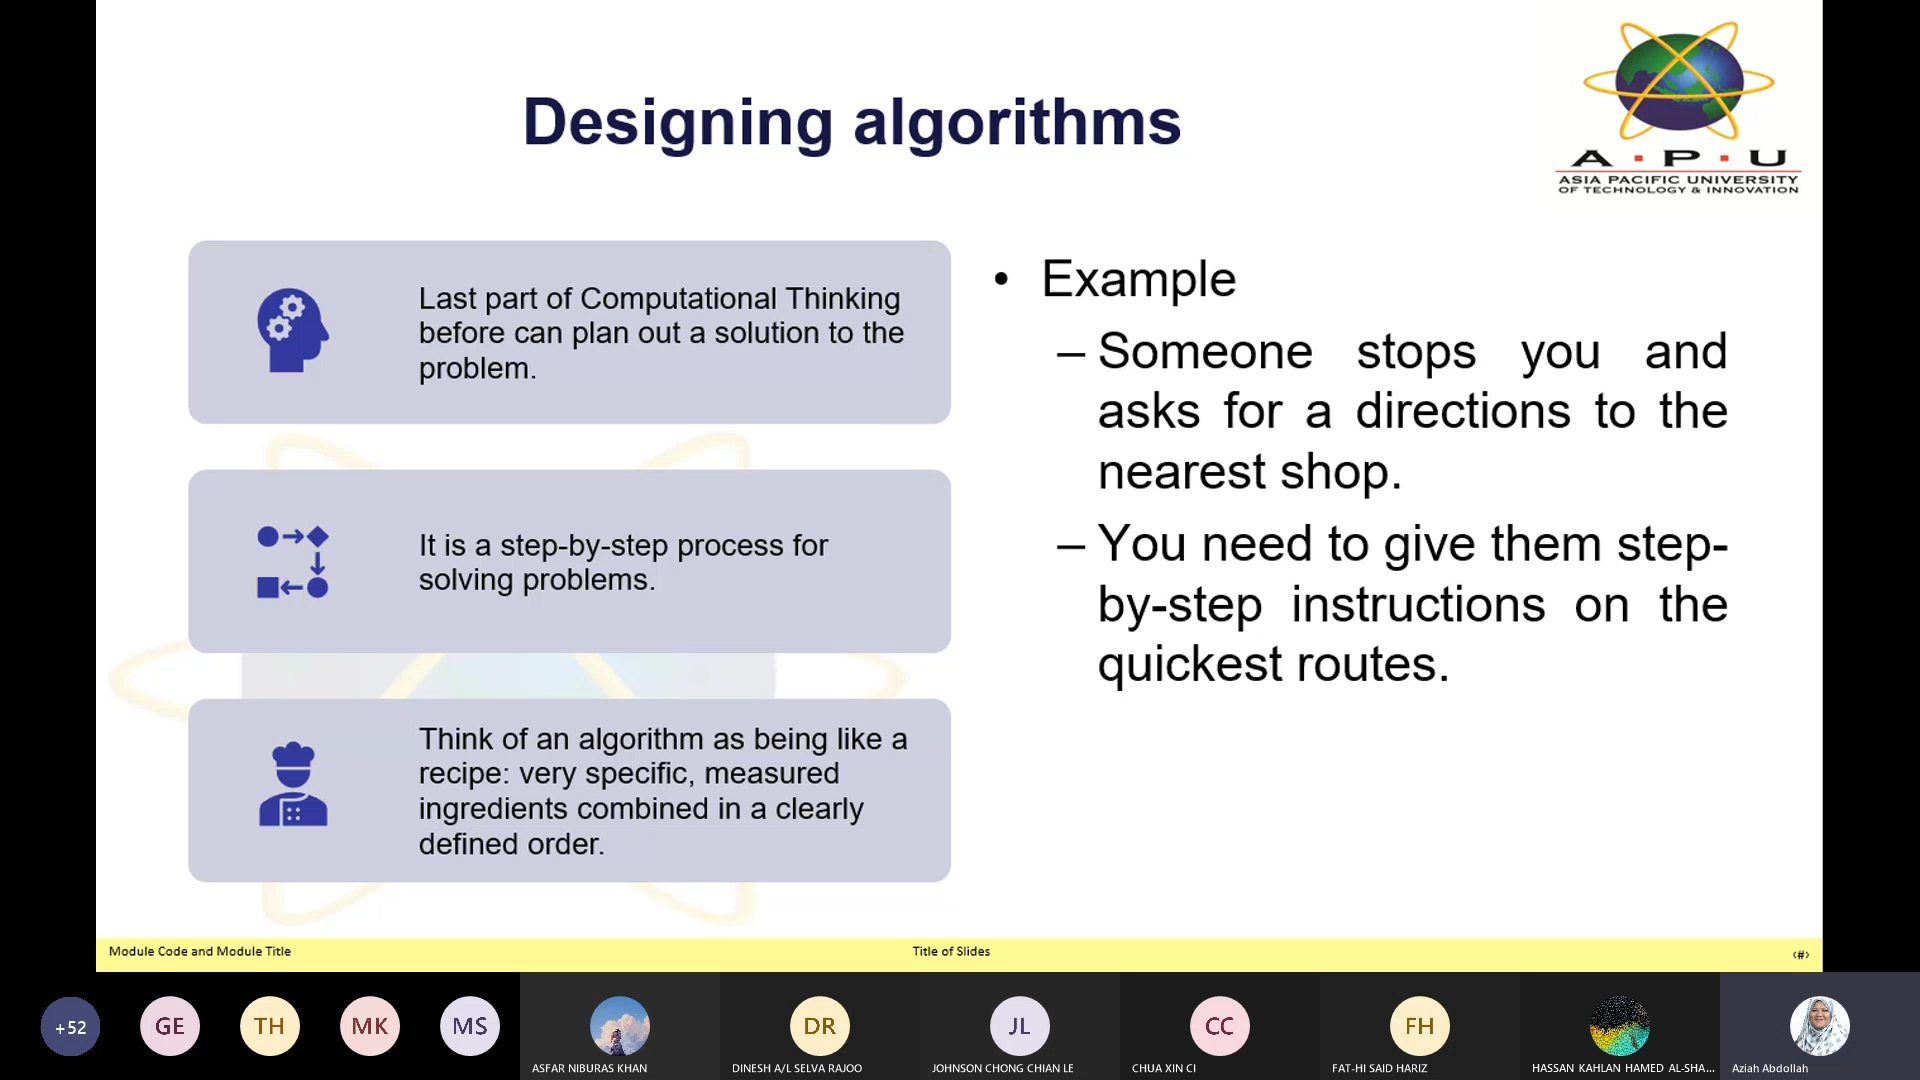 Designing algorithms
A · P · U
ASIA PACIFIC UNIVERSITY
OF TECHNOLOGY & INNOVATION
Last part of Computational Thinking
before can plan out a solution to the
problem.
It is a step-by-step process for
solving problems.
Think of an algorithm as being like a
recipe: very specific, measured
ingredients combined in a clearly
defined order.
• Example
– Someone stops you and
asks for a directions to the
nearest shop.
– You need to give them step-
by-step instructions on the
quickest routes.
Module Code and Module Title
Title of Slides
‹#›
+52
GE
TH
MK
MS
ASFAR NIBURAS KHAN
DR
DINESH A/L SELVA RAJOO
JL
JOHNSON CHONG CHIAN LE
CC
CHUA XIN CI
FH
FAT-HI SAID HARIZ
HASSAN KAHLAN HAMED AL-SHA...
Aziah Abdollah